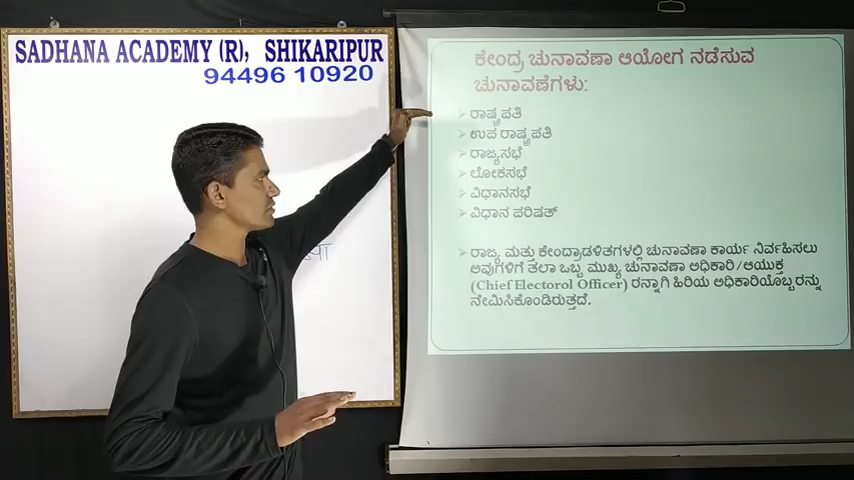 SADHANA ACADEMY (R), SHIKARIPUR
94496 10920
ಕೇಂದ್ರ ಚುನಾವಣಾ ಆಯೋಗ ನಡೆಸುವ
ಚುನಾವಣೆಗಳು:
ರಾಷ್ಟ್ರಪತಿ
ಉಪ ರಾಷ್ಟ್ರಪತಿ
ರಾಜ್ಯಸಭೆ
ಲೋಕಸಭೆ
ವಿಧಾನಸಭೆ
ವಿಧಾನ ಪರಿಷತ್
ರಾಜ್ಯ ಮತ್ತು ಕೇಂದ್ರಾಡಳಿತಗಳಲ್ಲಿ ಚುನಾವಣಾ ಕಾರ್ಯ ನಿರ್ವಹಿಸಲು
ಅವುಗಳಿಗೆ ತಲಾ ಒಬ್ಬ ಮುಖ್ಯ ಚುನಾವಣಾ ಅಧಿಕಾರಿ/ಆಯುಕ್ತ
(Chief Electorol Officer) ರನ್ನಾಗಿ ಹಿರಿಯ ಅಧಿಕಾರಿಯೊಬ್ಬರನ್ನು
ನೇಮಿಸಿಕೊಂಡಿರುತ್ತದೆ.